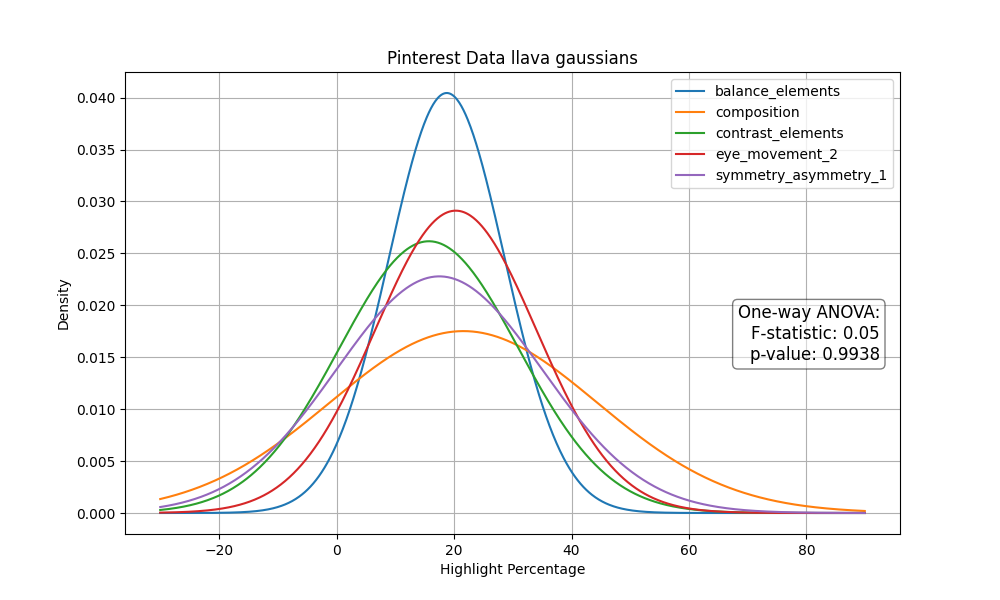 Pinterest Data llava gaussians
balance_elements
composition
contrast_elements
eye_movement_2
symmetry_asymmetry_1
One-way ANOVA:
F-statistic: 0.05
p-value: 0.9938
Density
0.040
0.035
0.030
0.025
0.020
0.015
0.010
0.005
0.000
−20 0 20 40 60 80
Highlight Percentage